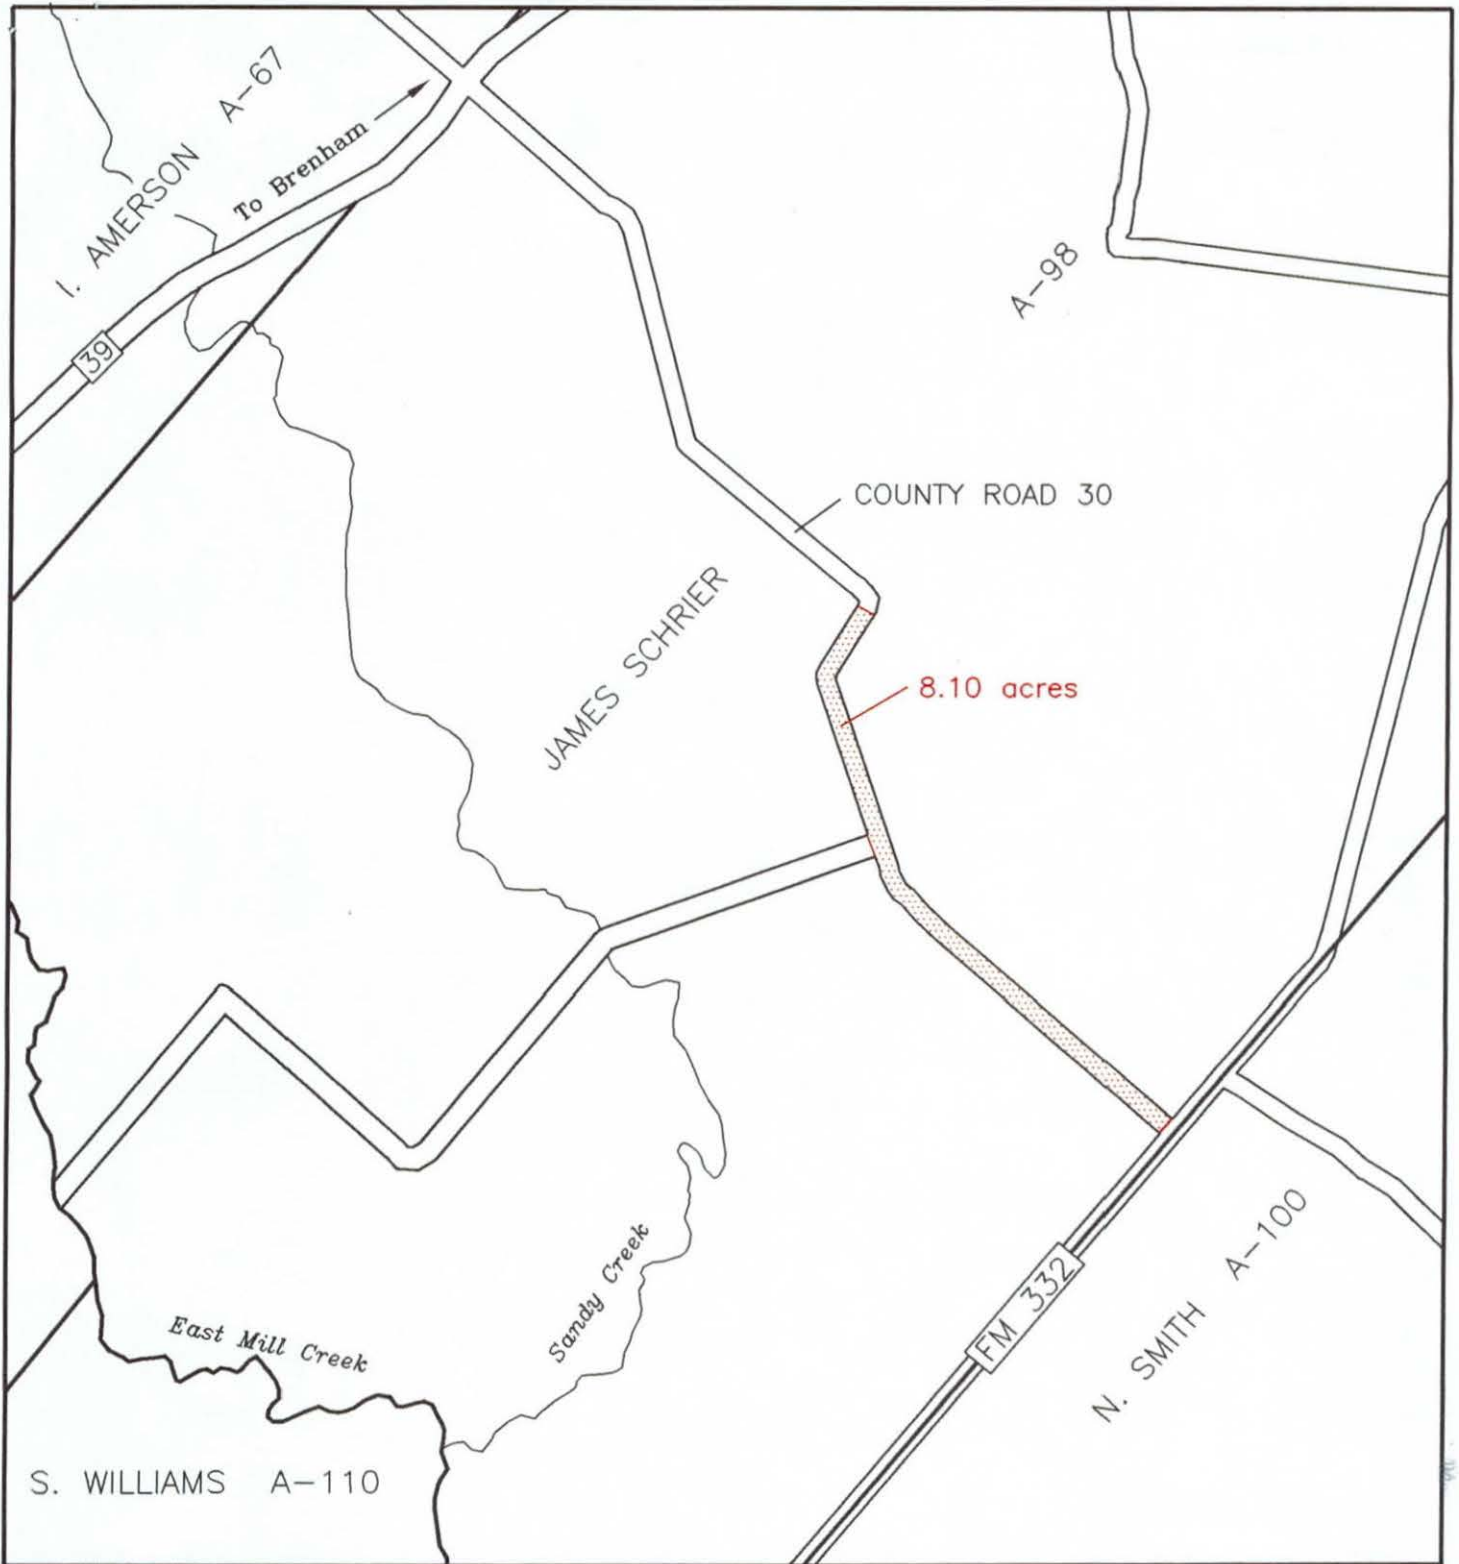 I. AMERSON A-67
To Brenham
39
A-98
COUNTY ROAD 30
JAMES SCHRIER
8.10 acres
Sandy Creek
East Mill Creek
FM 332
N. SMITH A-100
S. WILLIAMS A-110